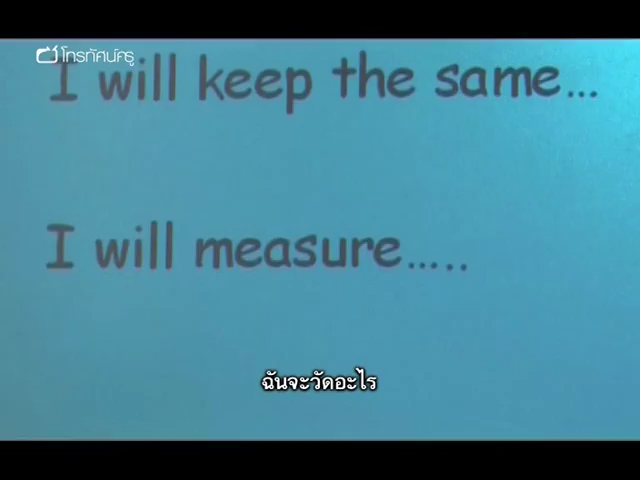 โทรทัศน์ครู
I will keep the same...
I will measure.....
ฉันจะวัดอะไร